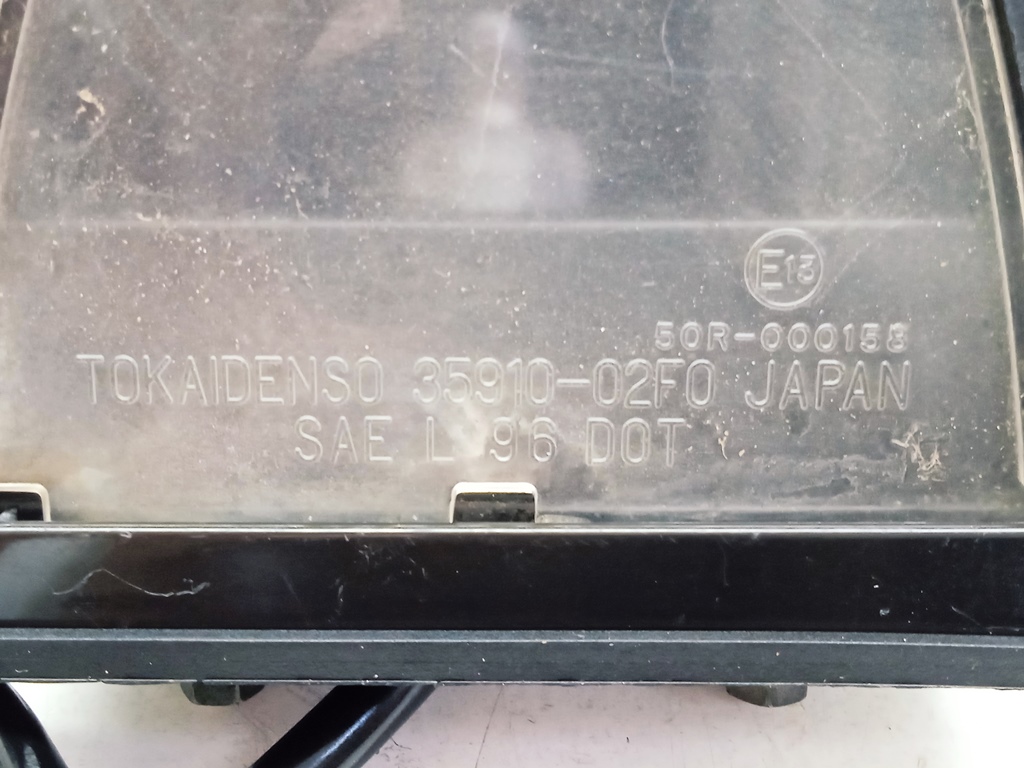 E13
50R-000158
TOKAIDENSO 35910-02F0 JAPAN
SAE L 96 DOT